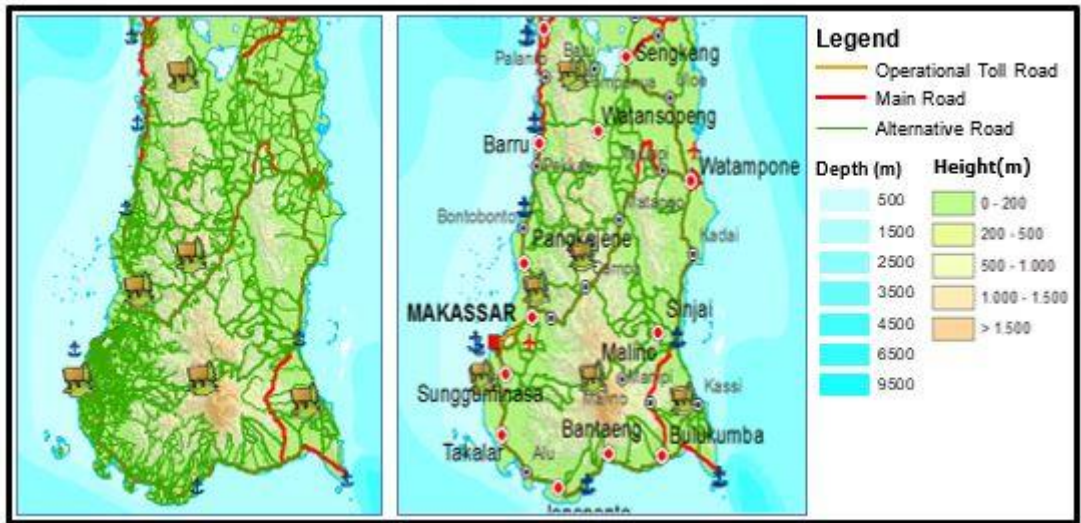 Sengkang
Palanro
Batu
Watansopeng
Barru
Watampone
Bontobonto
Kadai
Pangkajene
MAKASSAR
Sinjai
Malino
Sungguminasa
Kassi
Bantaeng
Bulukumba
Takalar
Alu
Legend
Operational Toll Road
Main Road
Alternative Road
Depth (m)
500
1500
2500
3500
4500
6500
9500
Height(m)
0 - 200
200 - 500
500 - 1.000
1.000 - 1.500
> 1.500